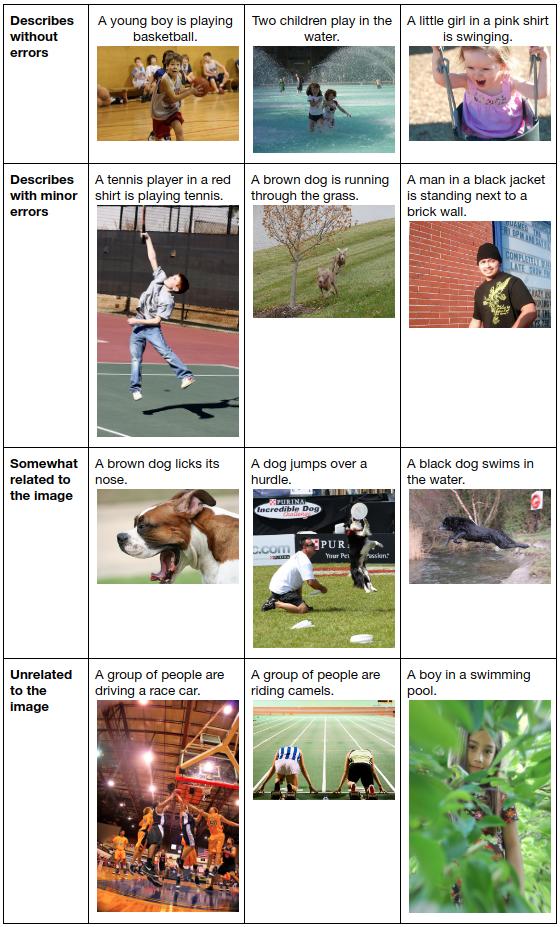 Describes
without
errors
A young boy is playing
basketball.
Two children play in the
water.
A little girl in a pink shirt
is swinging.
Describes
with minor
errors
A tennis player in a red
shirt is playing tennis.
A brown dog is running
through the grass.
A man in a black jacket
is standing next to a
brick wall.
COMPLETELY
LATE SHOW
Somewhat
related to
the image
A brown dog licks its
nose.
A dog jumps over a
hurdle.
PURINA
Incredible Dog
Challenge
.com
PUR
Your Pe
Passion.
A black dog swims in
the water.
Unrelated
to the
image
A group of people are
driving a race car.
A group of people are
riding camels.
A boy in a swimming
pool.